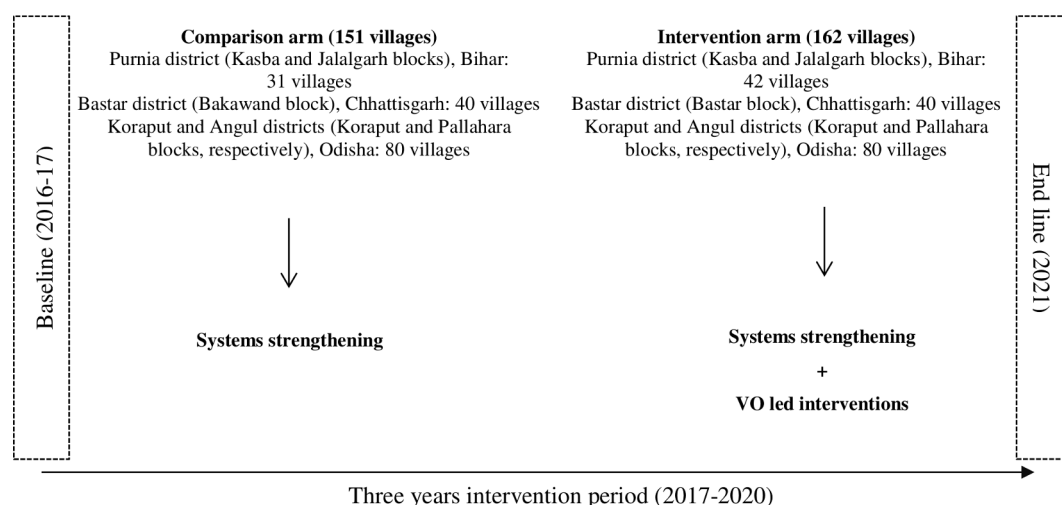 Baseline (2016-17)
Comparison arm (151 villages)
Purnia district (Kasba and Jalalgarh blocks), Bihar:
31 villages
Bastar district (Bakawand block), Chhattisgarh: 40 villages
Koraput and Angul districts (Koraput and Pallahara
blocks, respectively), Odisha: 80 villages
Systems strengthening
Intervention arm (162 villages)
Purnia district (Kasba and Jalalgarh blocks), Bihar:
42 villages
Bastar district (Bastar block), Chhattisgarh: 40 villages
Koraput and Angul districts (Koraput and Pallahara
blocks, respectively), Odisha: 80 villages
Systems strengthening
+
VO led interventions
End line (2021)
Three years intervention period (2017-2020)